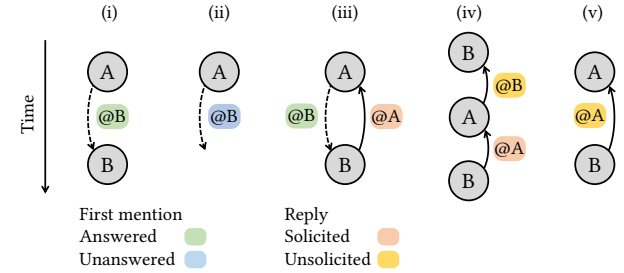 (i) (ii) (iii) (iv) (v)
Time
A
@B
B
A
@B
A
@B
@A
B
B
@B
A
@A
B
A
@A
B
First mention
Answered
Unanswered
Reply
Solicited
Unsolicited